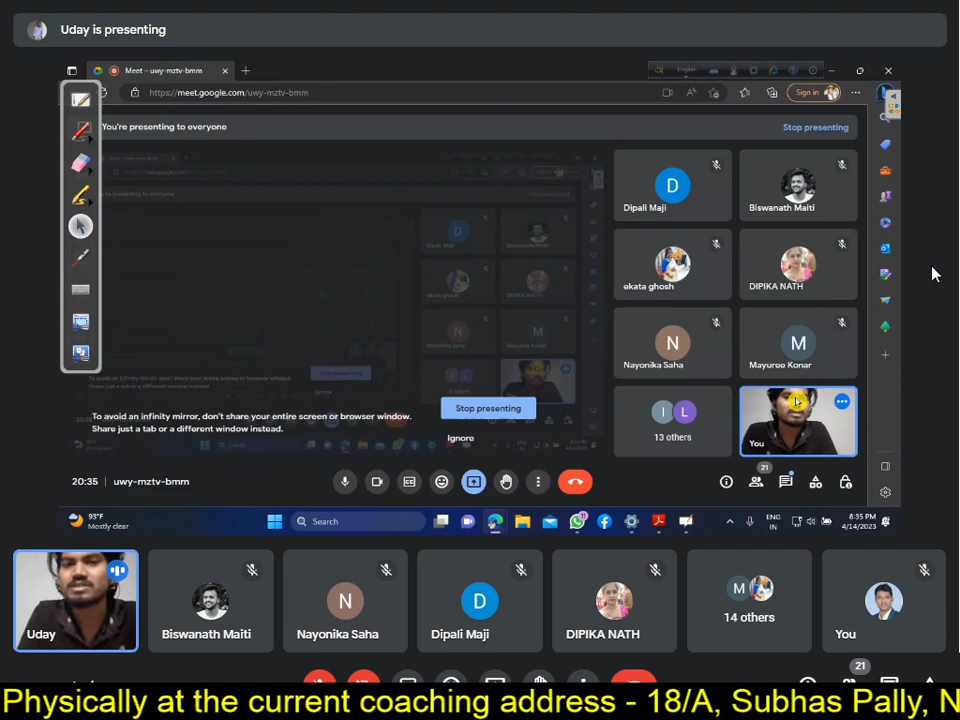 Uday is presenting
Meet – uwy-mztv-bmm
English
https://meet.google.com/uwy-mztv-bmm
Sign in
You're presenting to everyone
Stop presenting
D
Dipali Maji
Biswanath Maiti
ekata ghosh
DIPIKA NATH
N
Nayonika Saha
M
Mayuree Konar
I L
13 others
You
To avoid an infinity mirror, don't share your entire screen or browser window.
Share just a tab or a different window instead.
Stop presenting
Ignore
20:35 | uwy-mztv-bmm
21
93°F
Mostly clear
Search
ENG
IN
8:35 PM
4/14/2023
Uday
Biswanath Maiti
N
Nayonika Saha
D
Dipali Maji
DIPIKA NATH
M
14 others
You
21
Physically at the current coaching address - 18/A, Subhas Pally, N